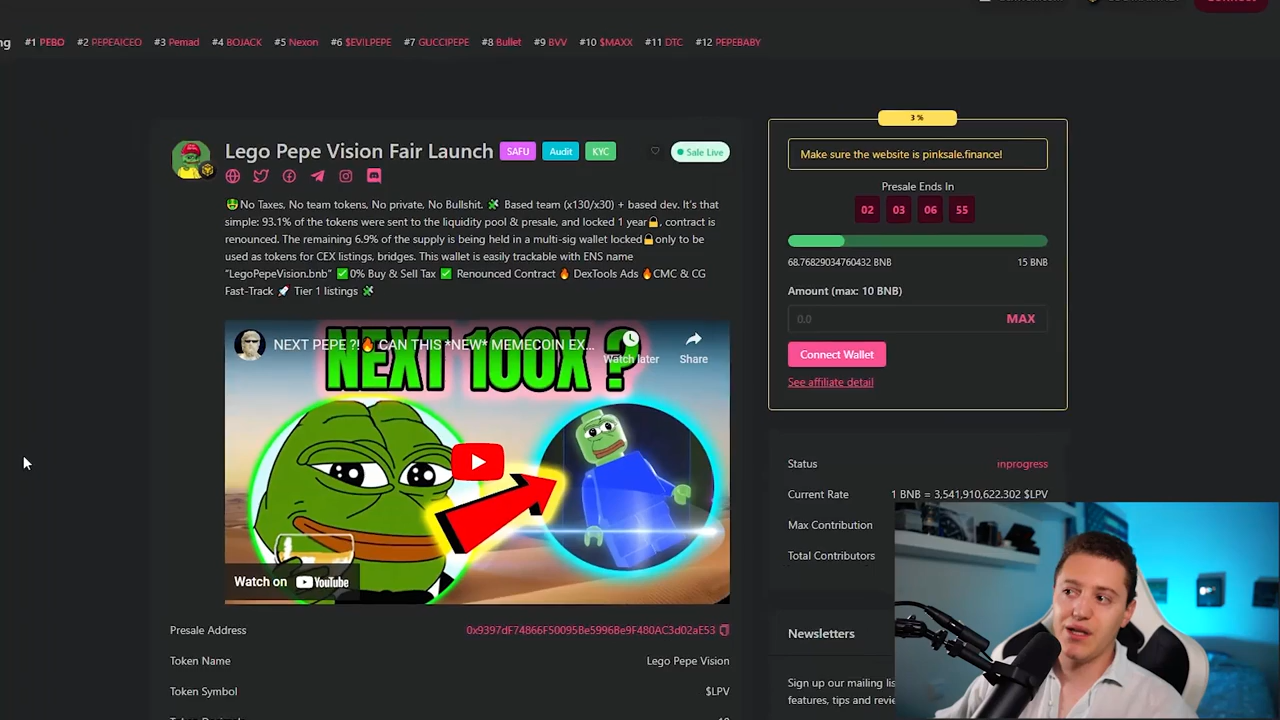 ng #1 PEBO #2 PEPEAICEO #3 Pemad #4 BOJACK #5 Nexon #6 $EVILPEPE #7 GUCCIPEPE #8 Bullet #9 BVV #10 $MAXX #11 DTC #12 PEPEBABY
Lego Pepe Vision Fair Launch SAFU Audit KYC Sale Live
🤑No Taxes, No team tokens, No private, No Bullshit. 🧩 Based team (x130/x30) + based dev. It's that
simple: 93.1% of the tokens were sent to the liquidity pool & presale, and locked 1 year🔒, contract is
renounced. The remaining 6.9% of the supply is being held in a multi-sig wallet locked🔒only to be
used as tokens for CEX listings, bridges. This wallet is easily trackable with ENS name
“LegoPepeVision.bnb” ✅0% Buy & Sell Tax ✅ Renounced Contract 🔥 DexTools Ads 🔥CMC & CG
Fast-Track 🚀 Tier 1 listings 🧩
NEXT PEPE ?!🔥 CAN THIS *NEW* MEMECOIN EX...
Watch later
Share
NEXT 100X ?
Watch on YouTube
Presale Address 0x9397dF74866F50095Be5996Be9F480AC3d02aE53
Token Name Lego Pepe Vision
Token Symbol $LPV
3 %
Make sure the website is pinksale.finance!
Presale Ends In
02 03 06 55
68.76829034760432 BNB 15 BNB
Amount (max: 10 BNB)
0.0 MAX
Connect Wallet
See affiliate detail
Status inprogress
Current Rate 1 BNB = 3,541,910,622.302 $LPV
Max Contribution
Total Contributors
Newsletters
Sign up our mailing lis
features, tips and revie